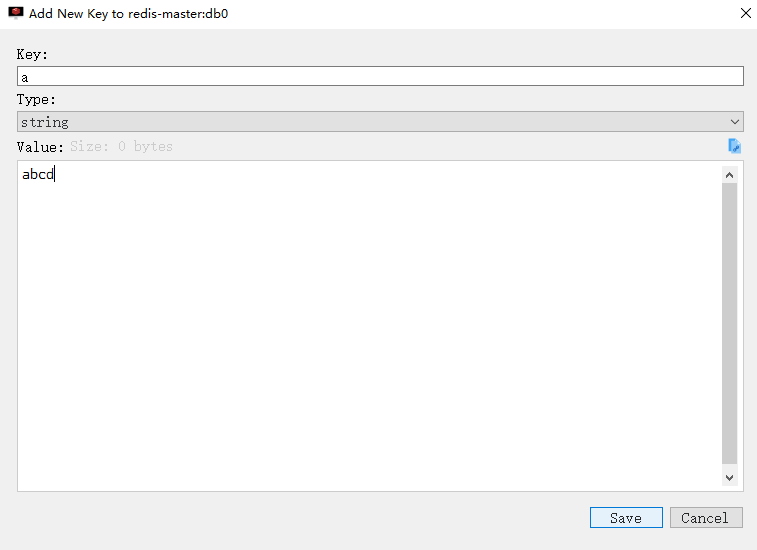 Add New Key to redis-master:db0
Key:
a
Type:
string
Value: Size: 0 bytes
abcd
Save Cancel